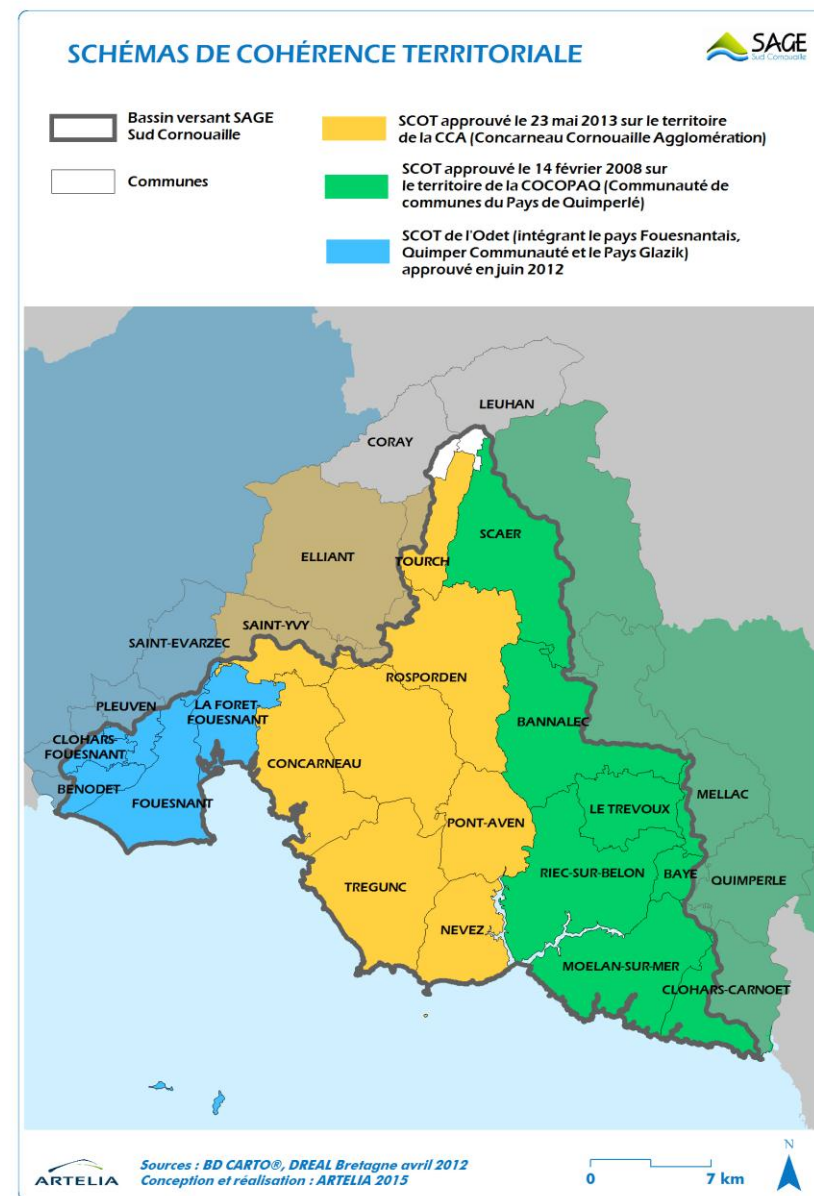 SCHÉMAS DE COHÉRENCE TERRITORIALE
SAGE
Sud Cornouaille
Bassin versant SAGE
Sud Cornouaille
Communes
SCOT approuvé le 23 mai 2013 sur le territoire
de la CCA (Concarneau Cornouaille Agglomération)
SCOT approuvé le 14 février 2008 sur
le territoire de la COCOPAQ (Communauté de
communes du Pays de Quimperlé)
SCOT de l'Odet (intégrant le pays Fouesnantais,
Quimper Communauté et le Pays Glazik)
approuvé en juin 2012
LEUHAN
CORAY
SCAER
ELLIANT
TOURCH
SAINT-YVY
SAINT-EVARZEC
ROSPORDEN
PLEUVEN
LA FORET-
FOUESNANT
BANNALEC
CLOHARS-
FOUESNANT
CONCARNEAU
BENODET
FOUESNANT
MELLAC
LE TREVOUX
PONT-AVEN
RIEC-SUR-BELON
BAYE
QUIMPERLE
TREGUNC
NEVEZ
MOELAN-SUR-MER
CLOHARS-CARNOET
ARTELIA
Sources : BD CARTO®, DREAL Bretagne avril 2012
Conception et réalisation : ARTELIA 2015
0
7 km
N